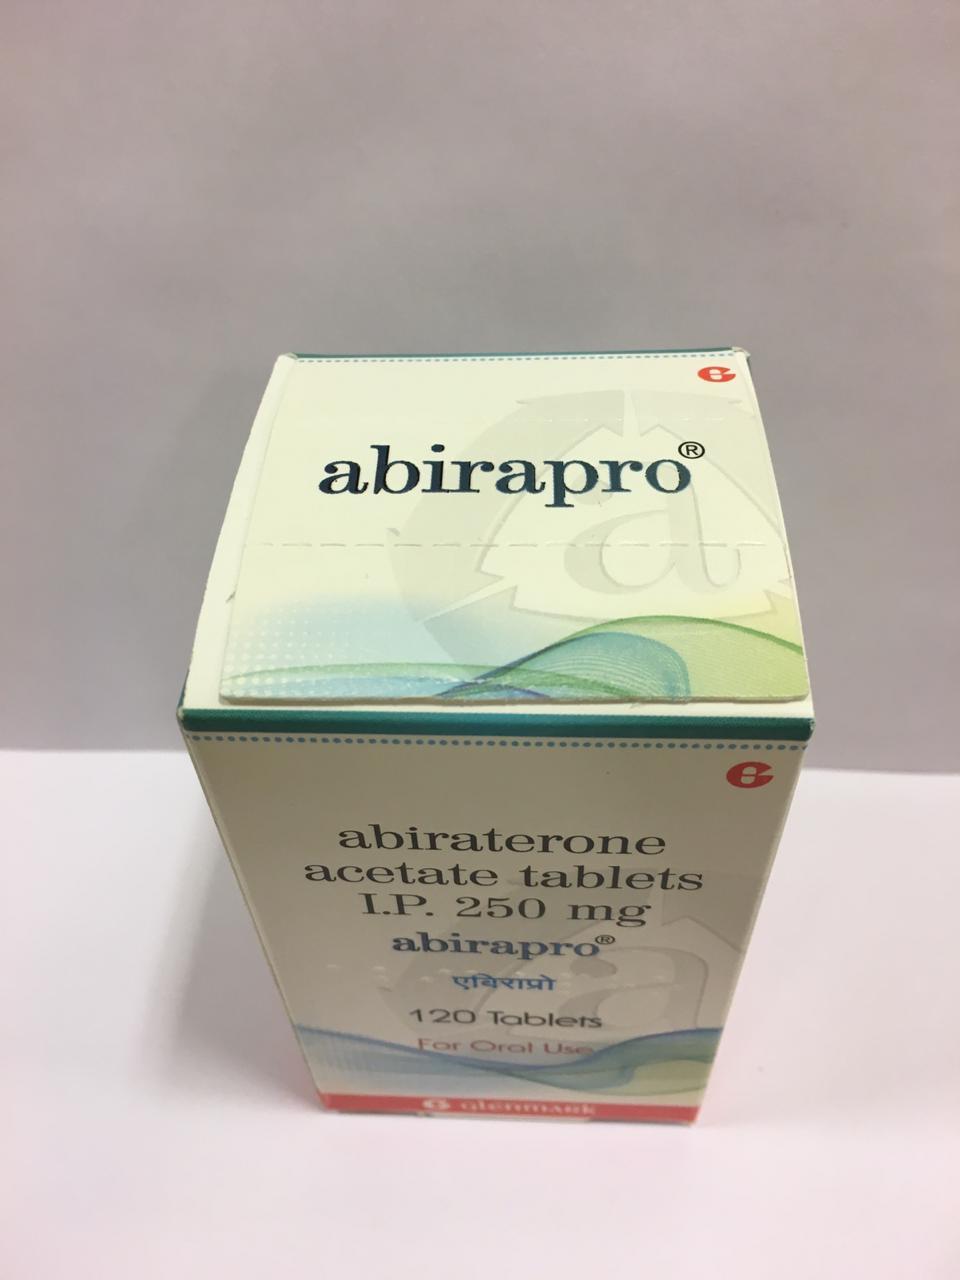 abirapro®
abiraterone
acetate tablets
I.P. 250 mg
abirapro®
एबिराप्रो
120 Tablets
For Oral Use
glenmark